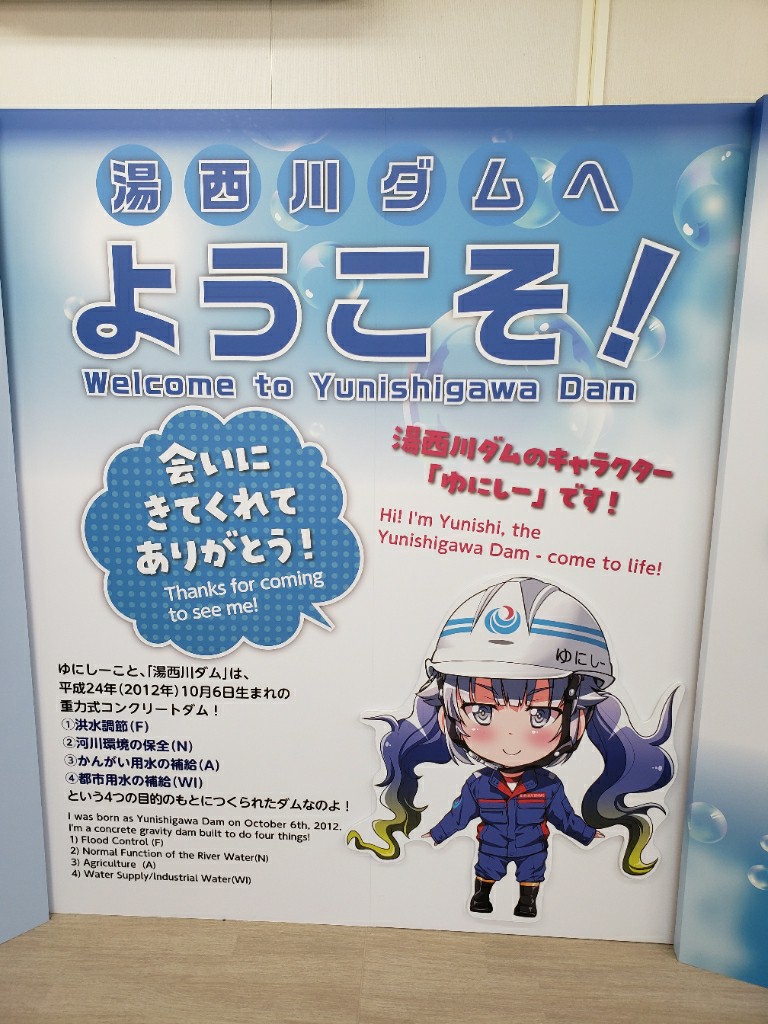 湯西川ダムへ
ようこそ！
Welcome to Yunishigawa Dam
会いに
きてくれて
ありがとう！
Thanks for coming
to see me!
湯西川ダムのキャラクター
「ゆにしー」です！
Hi! I'm Yunishi, the
Yunishigawa Dam - come to life!
ゆにしー
ゆにしーこと、「湯西川ダム」は、
平成24年（2012年）10月6日生まれの
重力式コンクリートダム！
①洪水調節（F）
②河川環境の保全（N）
③かんがい用水の補給（A）
④都市用水の補給（WI）
という4つの目的のもとにつくられたダムなのよ！
I was born as Yunishigawa Dam on October 6th, 2012.
I'm a concrete gravity dam built to do four things!
1) Flood Control (F)
2) Normal Function of the River Water(N)
3) Agriculture (A)
4) Water Supply/Industrial Water(WI)